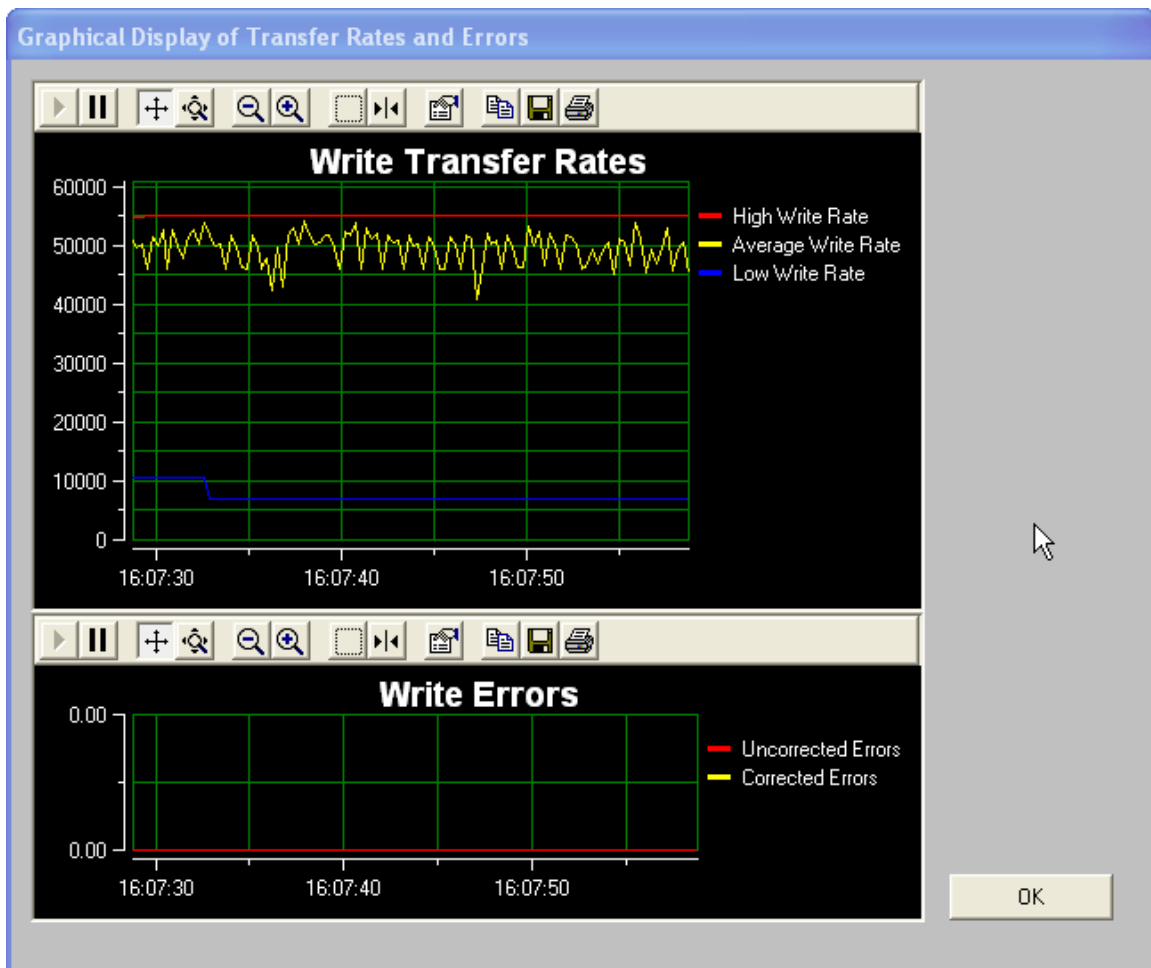 Graphical Display of Transfer Rates and Errors
Write Transfer Rates
60000
50000
40000
30000
20000
10000
0
16:07:30 16:07:40 16:07:50
High Write Rate
Average Write Rate
Low Write Rate
Write Errors
0.00
0.00
16:07:30 16:07:40 16:07:50
Uncorrected Errors
Corrected Errors
OK